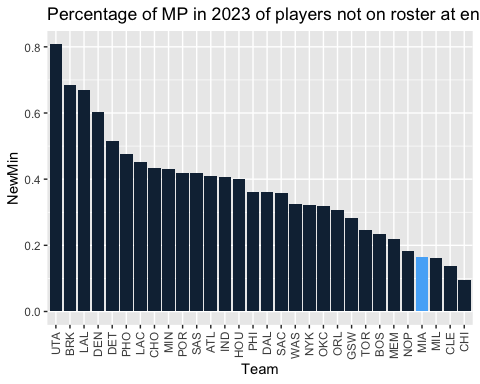 Percentage of MP in 2023 of players not on roster at en
NewMin
0.8
0.6
0.4
0.2
0.0
UTA BRK LAL DEN DET PHO LAC CHO MIN POR SAS ATL IND HOU PHI DAL SAC WAS NYK OKC ORL GSW TOR BOS MEM NOP MIA MIL CLE CHI
Team